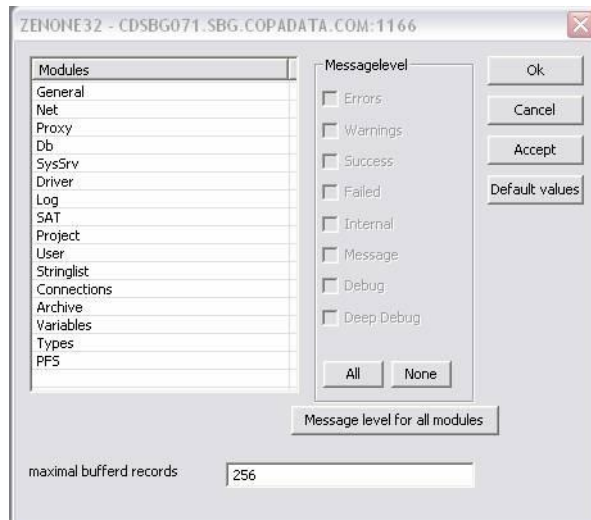 ZENONE32 - CDSBG071.SBG.COPADATA.COM:1166
Modules
General
Net
Proxy
Db
SysSrv
Driver
Log
SAT
Project
User
Stringlist
Connections
Archive
Variables
Types
PFS
Messagelevel
Errors
Warnings
Success
Failed
Internal
Message
Debug
Deep Debug
All
None
Ok
Cancel
Accept
Default values
Message level for all modules
maximal bufferd records
256